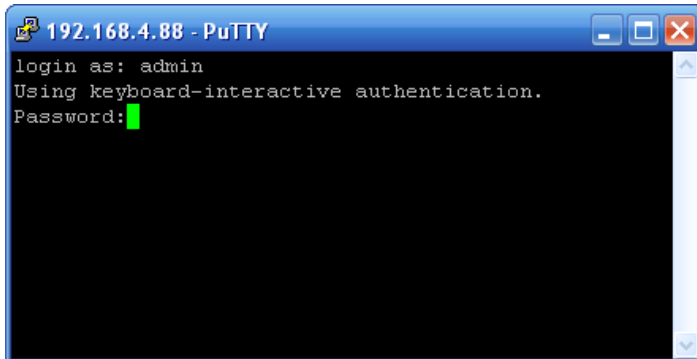 192.168.4.88 - PuTTY
login as: admin
Using keyboard-interactive authentication.
Password: